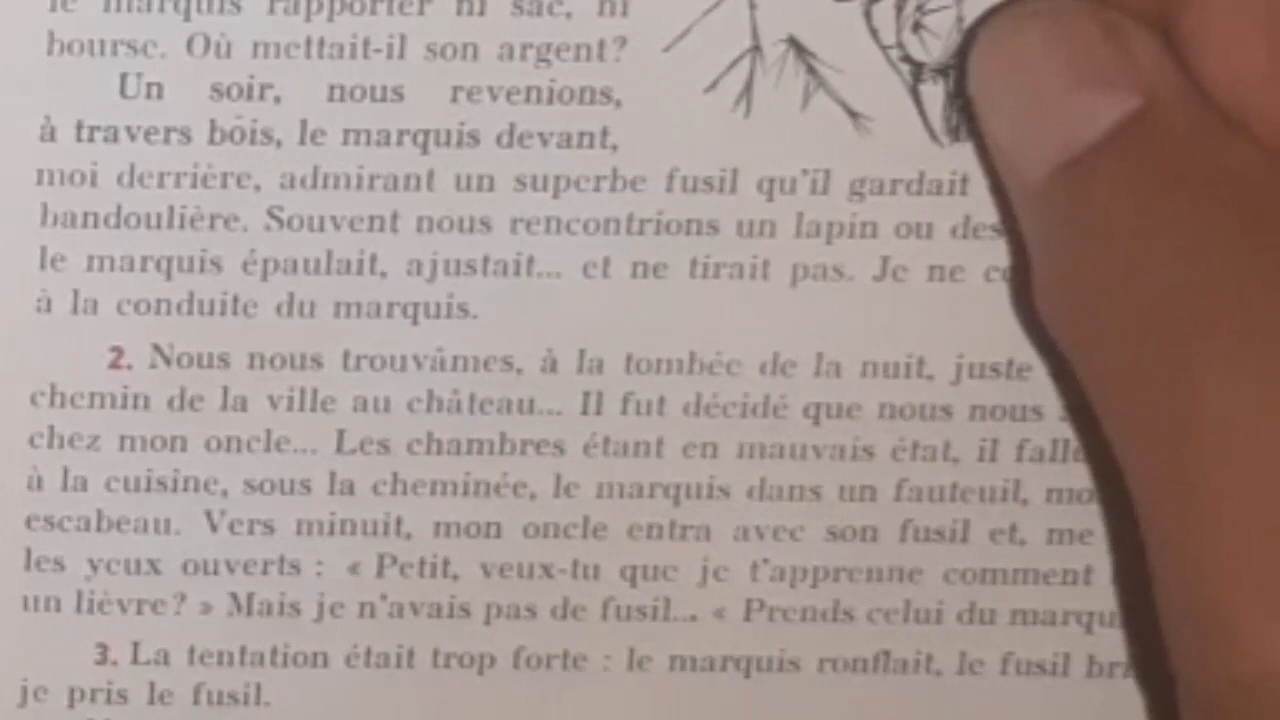 le marquis rapporter ni sac, ni
bourse. Où mettait-il son argent?
Un soir, nous revenions,
à travers bois, le marquis devant,
moi derrière, admirant un superbe fusil qu'il gardait
bandoulière. Souvent nous rencontrions un lapin ou des
le marquis épaulait, ajustait... et ne tirait pas. Je ne
à la conduite du marquis.
2. Nous nous trouvâmes, à la tombée de la nuit, juste
chemin de la ville au château... Il fut décidé que nous nous
chez mon oncle... Les chambres étant en mauvais état, il
à la cuisine, sous la cheminée, le marquis dans un fauteuil,
escabeau. Vers minuit, mon oncle entra avec son fusil et, me
les yeux ouverts : « Petit, veux-tu que je t'apprenne comment
un lièvre? » Mais je n'avais pas de fusil... « Prends celui du
3. La tentation était trop forte : le marquis ronflait, le fusil
je pris le fusil.